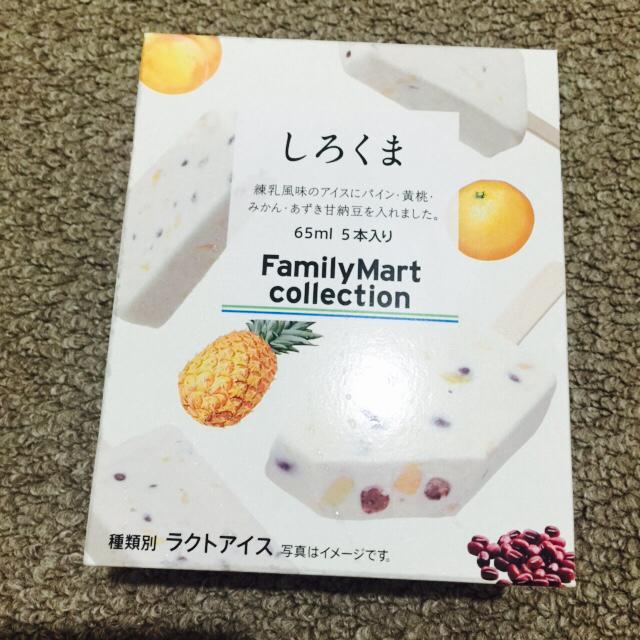 しろくま
練乳風味のアイスにパイン・黄桃・
みかん・あずき甘納豆を入れました。
65ml 5本入り
FamilyMart
collection
種類別 ラクトアイス 写真はイメージです。